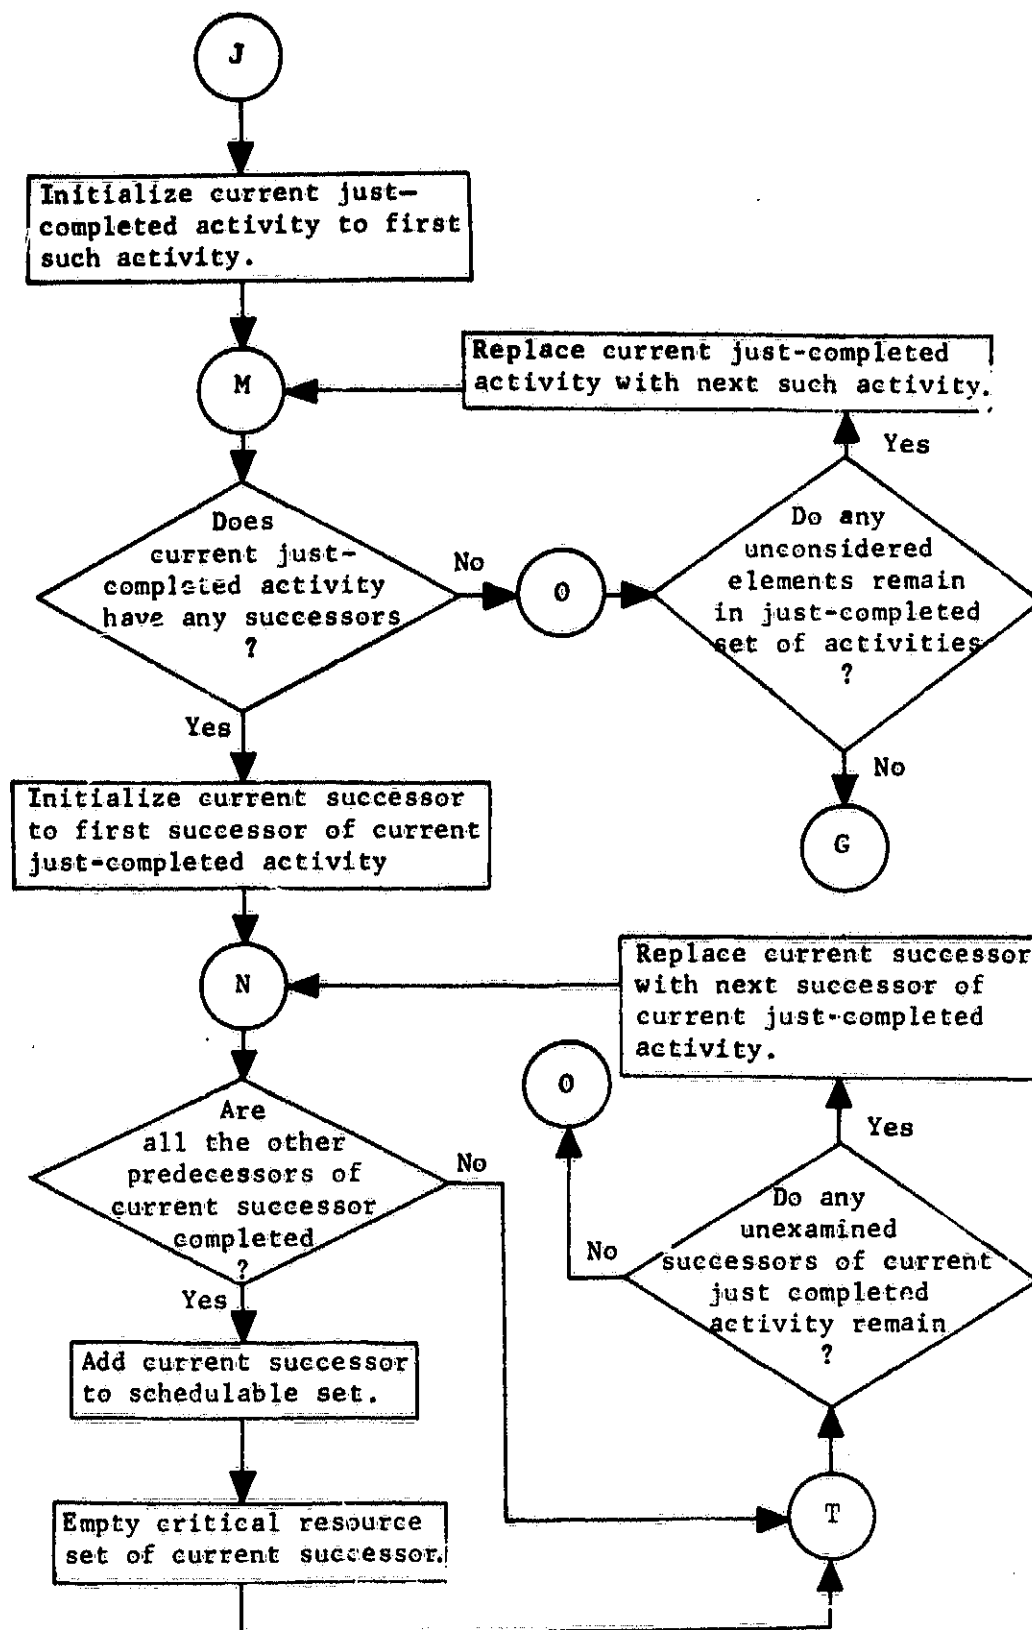 J
Initialize current just-
completed activity to first
such activity.
M
Replace current just-completed
activity with next such activity.
Yes
Does
current just-
completed activity
have any successors
?
No
O
Do any
unconsidered
elements remain
in just-completed
set of activities
?
Yes
No
G
Initialize current successor
to first successor of current
just-completed activity
N
Replace current successor
with next successor of
current just-completed
activity.
O
Yes
Are
all the other
predecessors of
current successor
completed
?
No
No
Do any
unexamined
successors of current
just completed
activity remain
?
Yes
Add current successor
to schedulable set.
T
Empty critical resource
set of current successor.